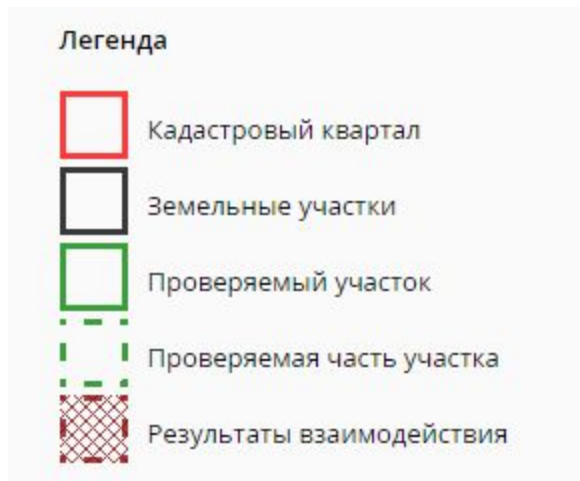 Легенда
Кадастровый квартал
Земельные участки
Проверяемый участок
Проверяемая часть участка
Результаты взаимодействия